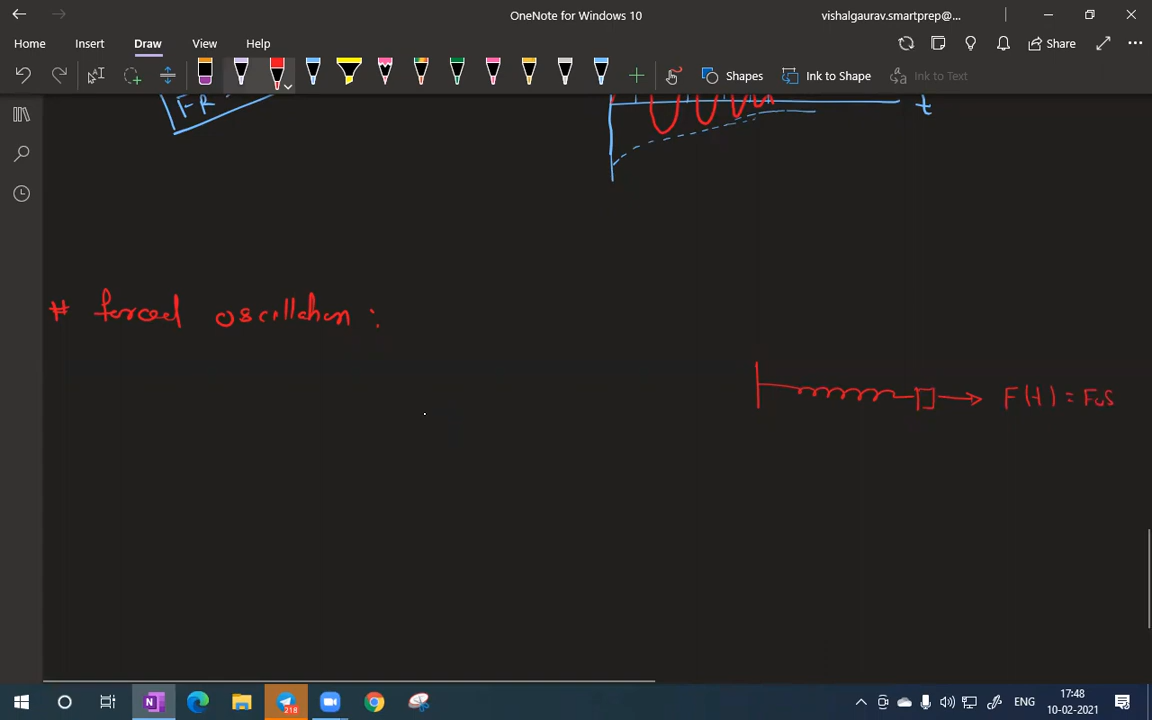 OneNote for Windows 10
vishalgaurav.smartprep@...
Home Insert Draw View Help
Share
Shapes
Ink to Shape
Ink to Text
F-R
t
# forced oscillation :
F(t) = F0S
218
ENG
17:48
10-02-2021